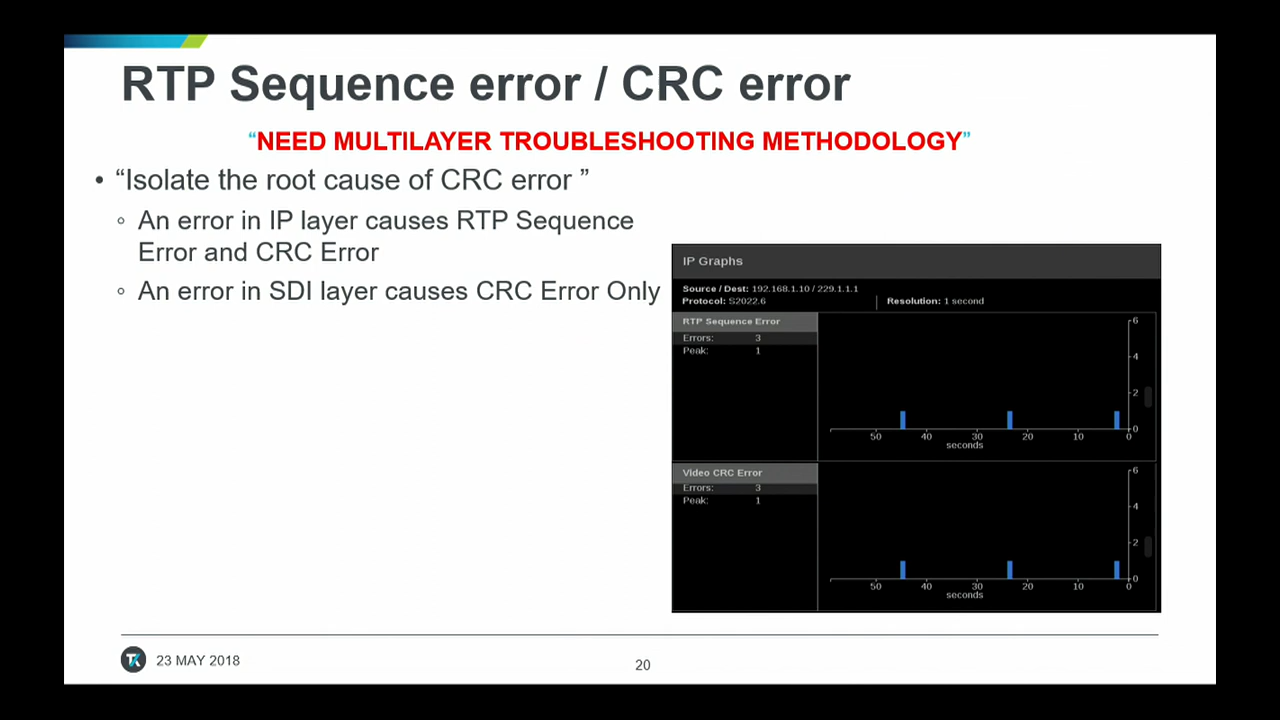 RTP Sequence error / CRC error
“NEED MULTILAYER TROUBLESHOOTING METHODOLOGY”
• “Isolate the root cause of CRC error ”
◦ An error in IP layer causes RTP Sequence
Error and CRC Error
◦ An error in SDI layer causes CRC Error Only
IP Graphs
Source / Dest: 192.168.1.10 / 229.1.1.1
Protocol: S2022.6
Resolution: 1 second
RTP Sequence Error
Errors: 3
Peak: 1
6
4
2
0
50 40 30 20 10 0
seconds
Video CRC Error
Errors: 3
Peak: 1
6
4
2
0
50 40 30 20 10 0
seconds
TK 23 MAY 2018
20